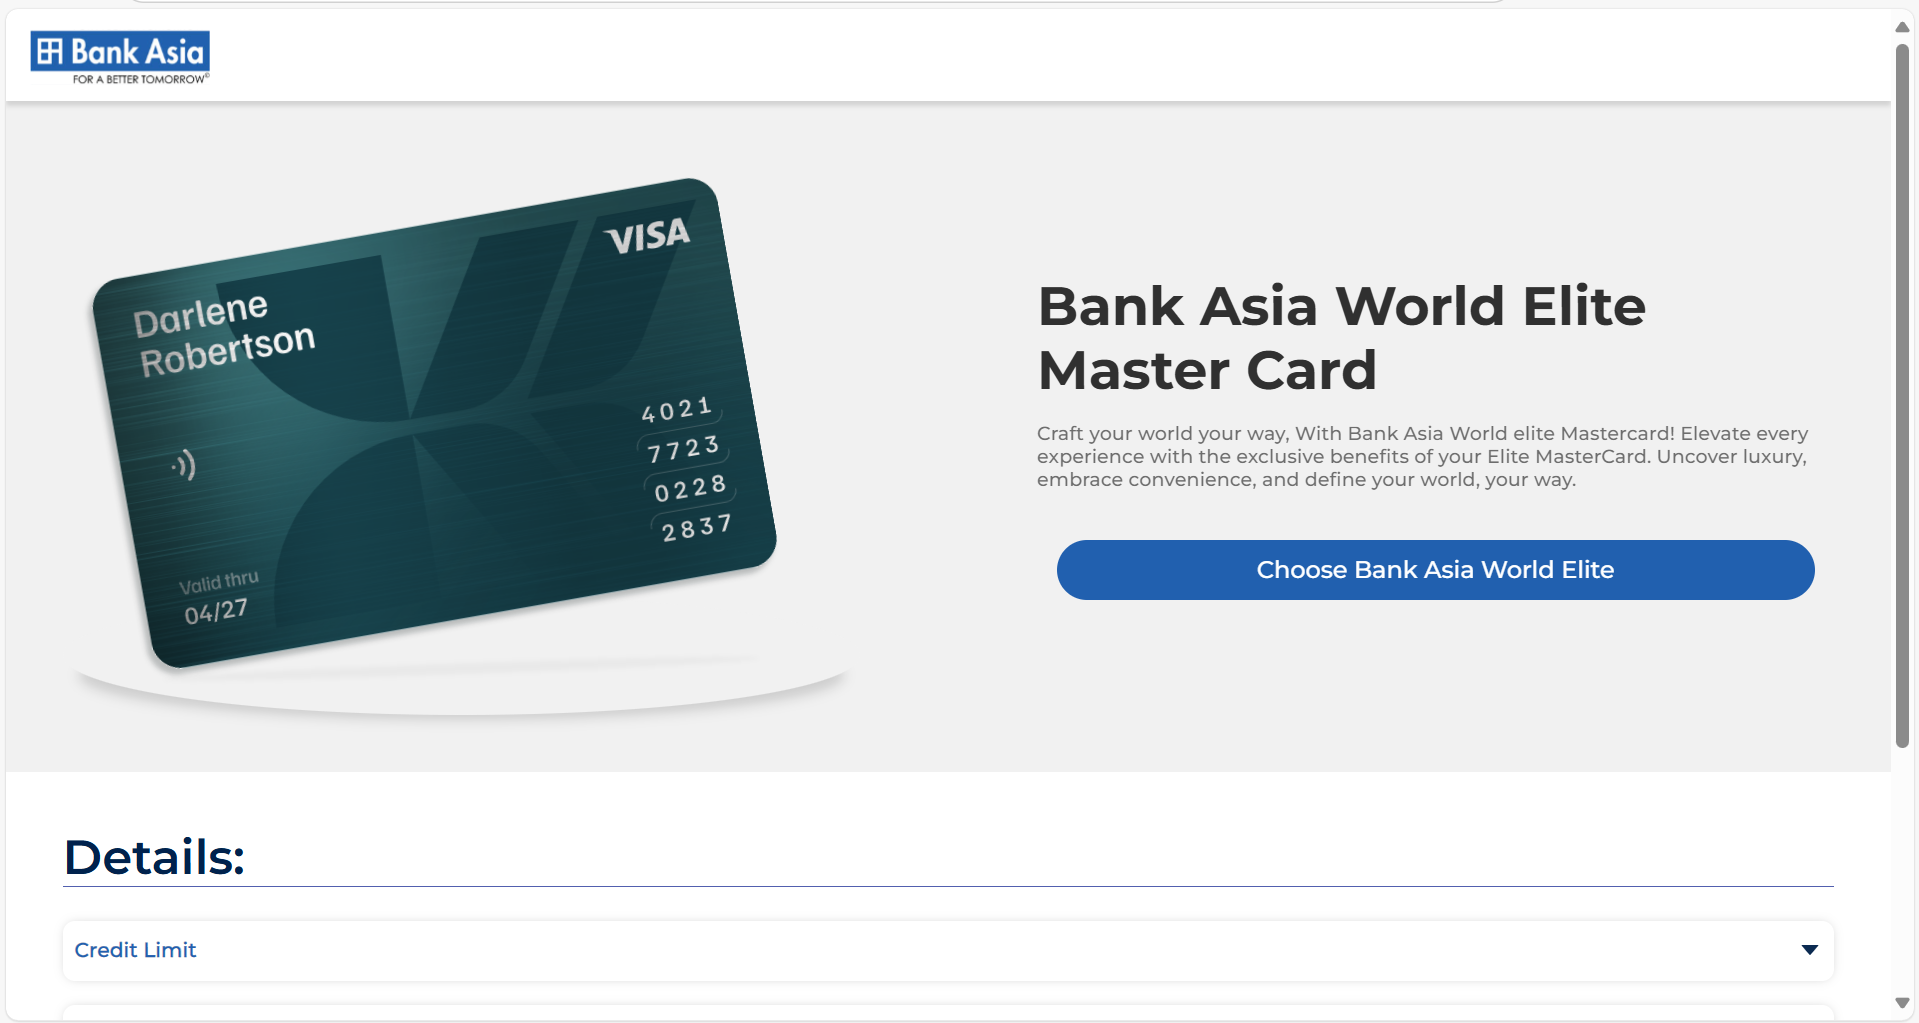 Bank Asia
FOR A BETTER TOMORROW©
VISA
Darlene
Robertson
4021
7723
0228
2837
Valid thru
04/27
Bank Asia World Elite
Master Card
Craft your world your way, With Bank Asia World elite Mastercard! Elevate every
experience with the exclusive benefits of your Elite MasterCard. Uncover luxury,
embrace convenience, and define your world, your way.
Choose Bank Asia World Elite
Details:
Credit Limit